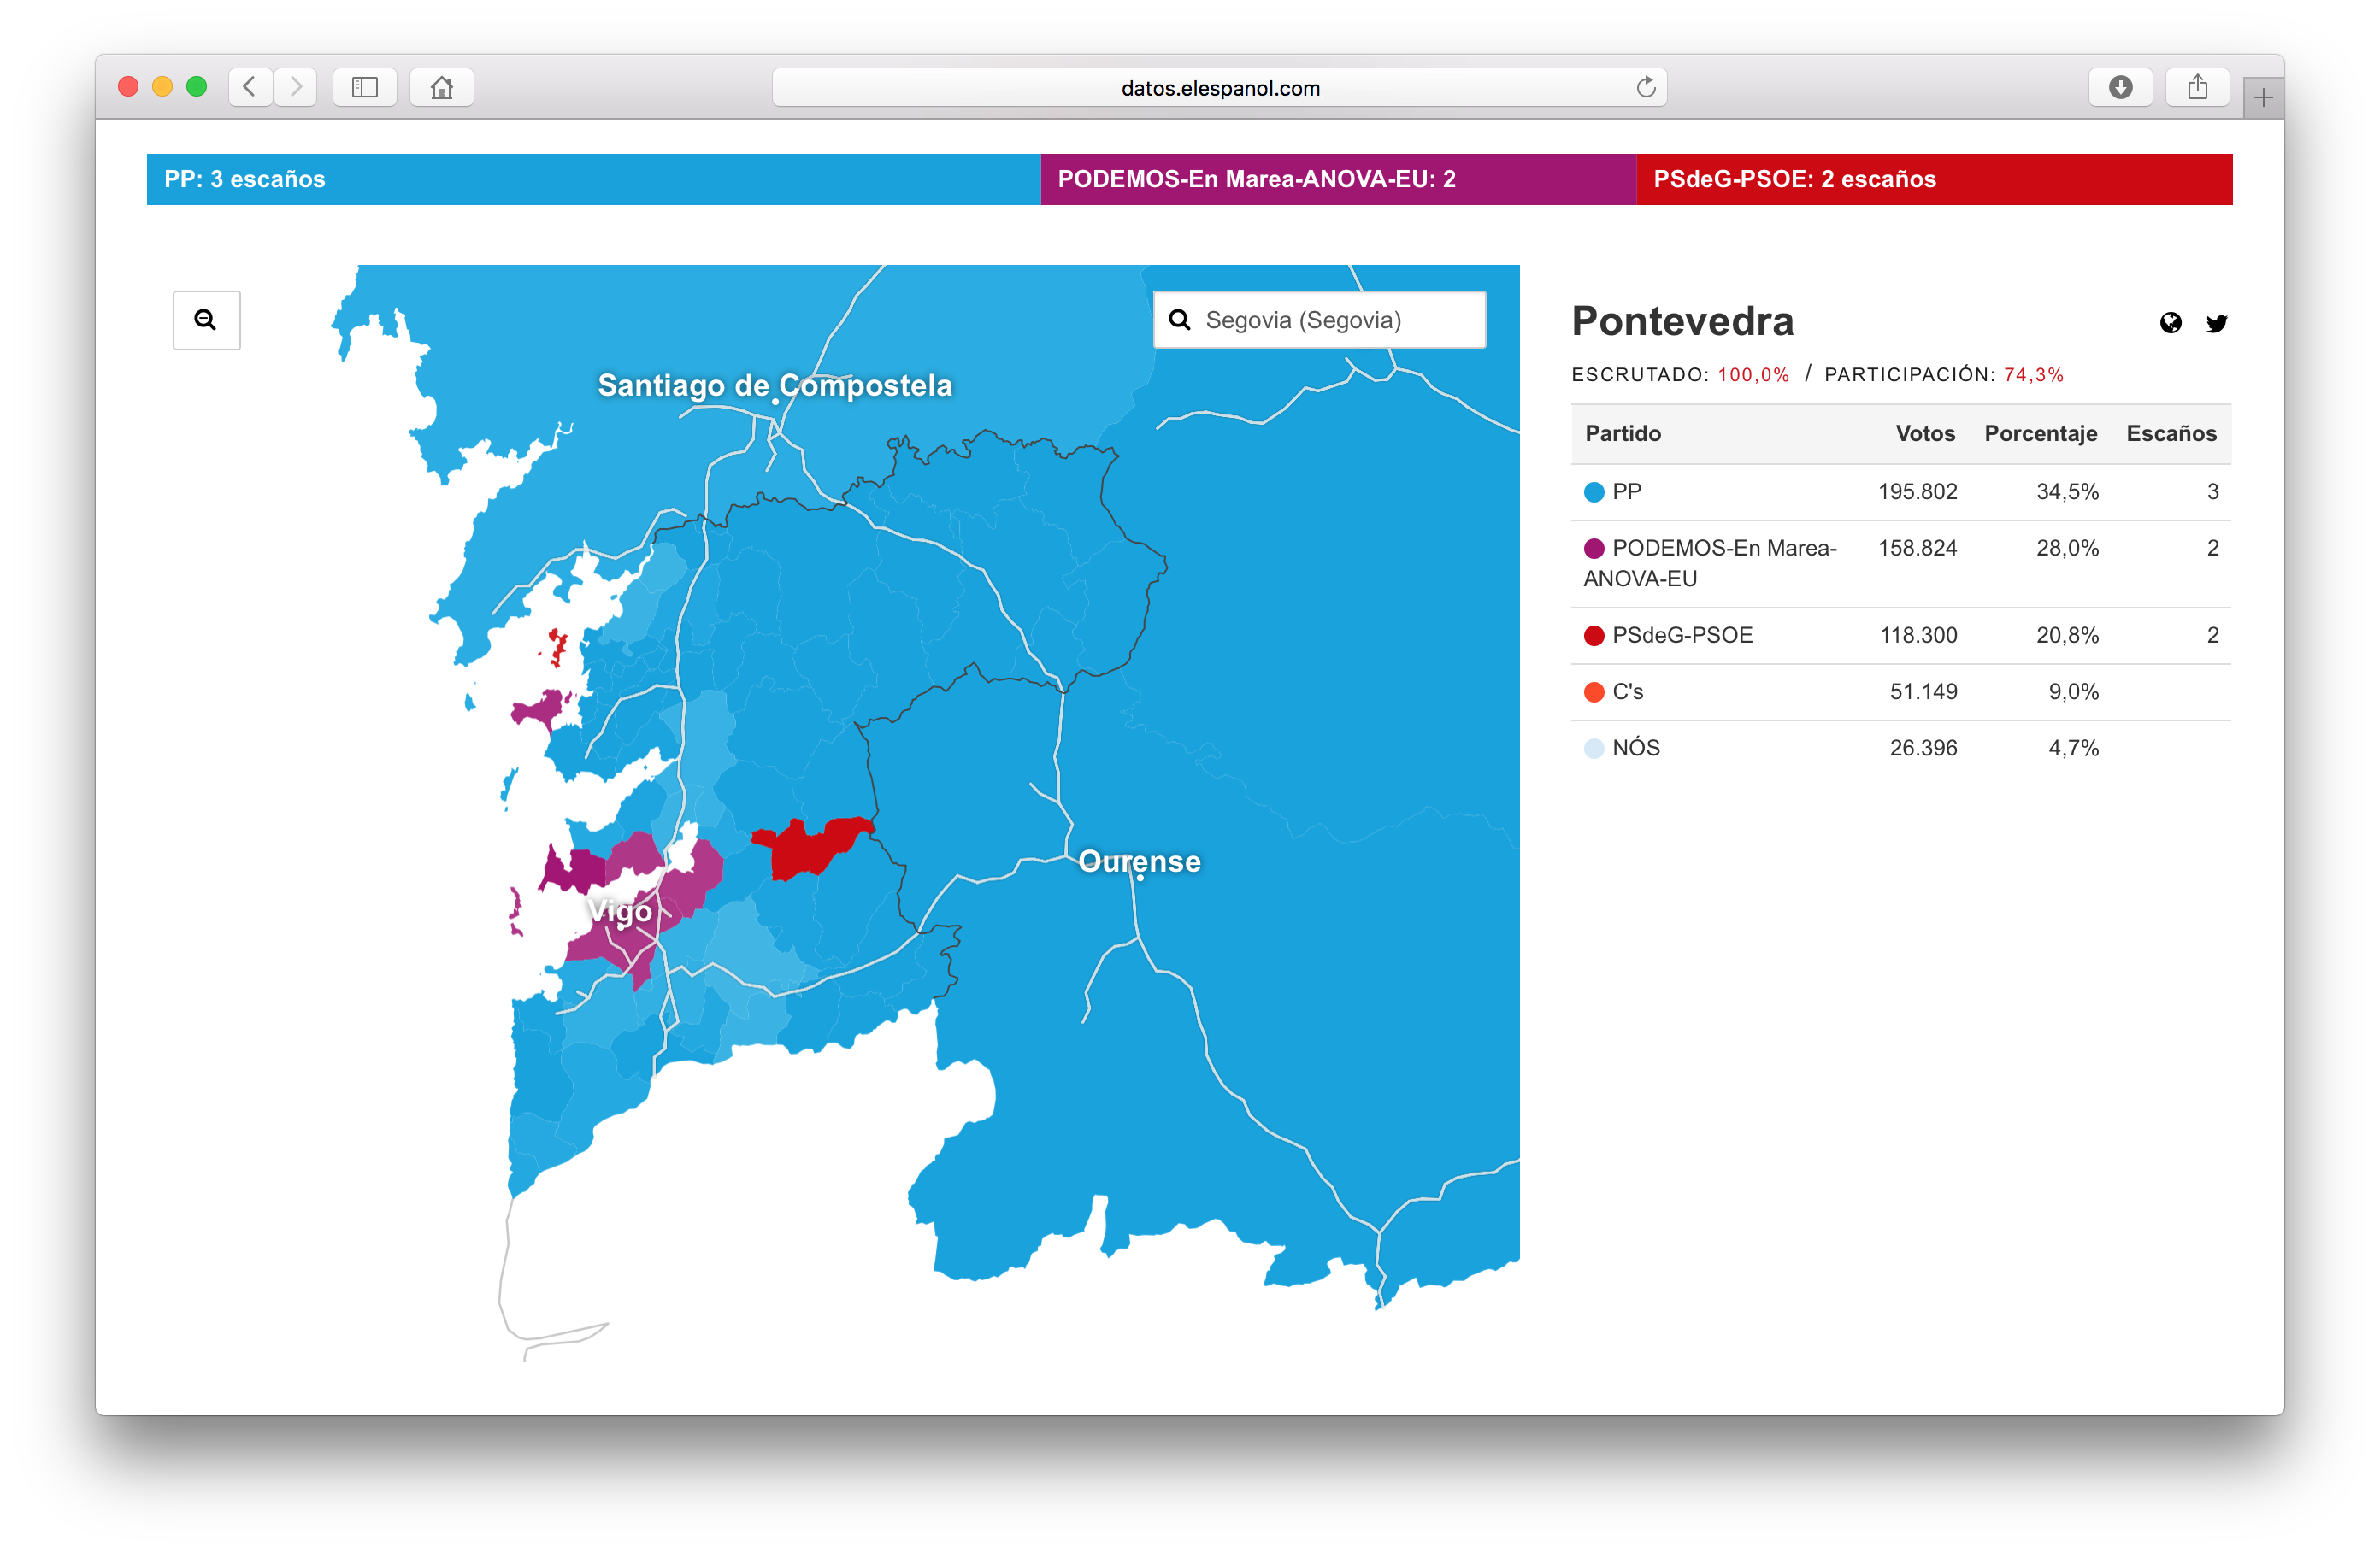 datos.elespanol.com
PP: 3 escaños
PODEMOS-En Marea-ANOVA-EU: 2
PSdeG-PSOE: 2 escaños
Segovia (Segovia)
Santiago de Compostela
Vigo
Ourense
Pontevedra
ESCRUTADO: 100,0% / PARTICIPACIÓN: 74,3%
Partido Votos Porcentaje Escaños
PP 195.802 34,5% 3
PODEMOS-En Marea- 158.824 28,0% 2
ANOVA-EU
PSdeG-PSOE 118.300 20,8% 2
C's 51.149 9,0%
NÓS 26.396 4,7%